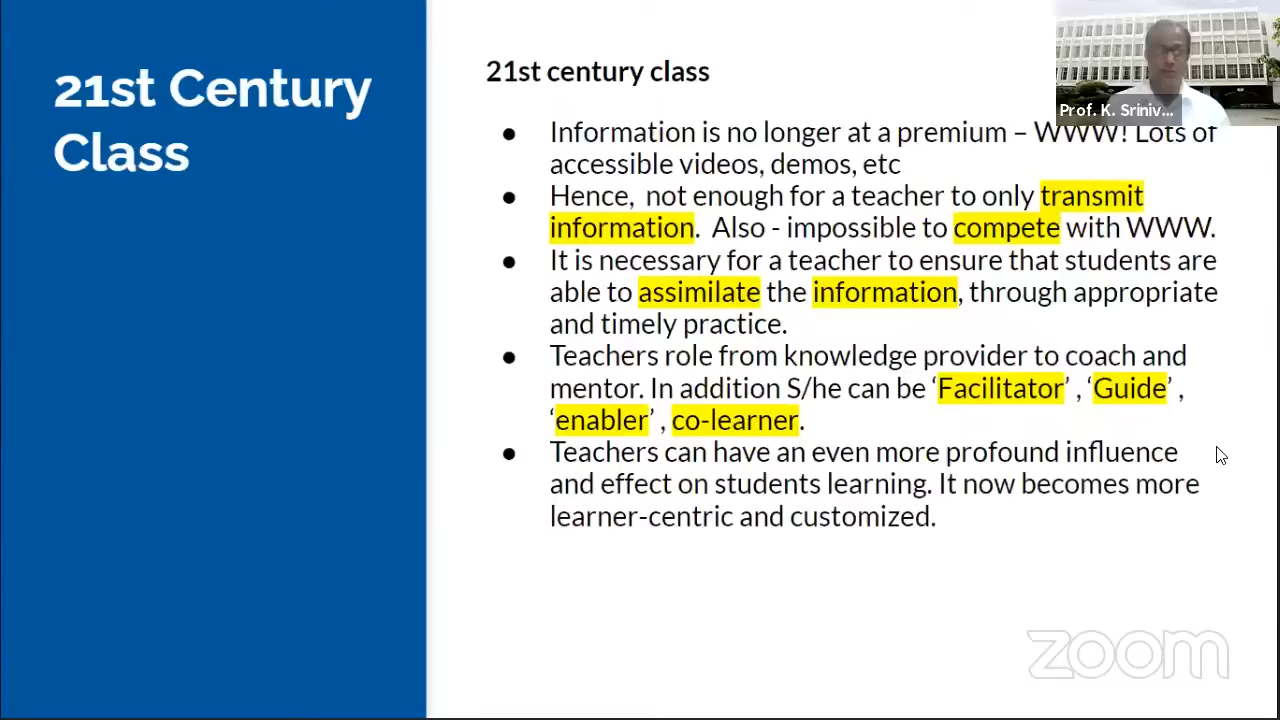 21st Century
Class
21st century class
Prof. K. Sriniv...
● Information is no longer at a premium – WWW! Lots of
accessible videos, demos, etc
● Hence, not enough for a teacher to only transmit
information. Also - impossible to compete with WWW.
● It is necessary for a teacher to ensure that students are
able to assimilate the information, through appropriate
and timely practice.
● Teachers role from knowledge provider to coach and
mentor. In addition S/he can be ‘Facilitator’ , ‘Guide’ ,
‘enabler’ , co-learner.
● Teachers can have an even more profound influence
and effect on students learning. It now becomes more
learner-centric and customized.
zoom